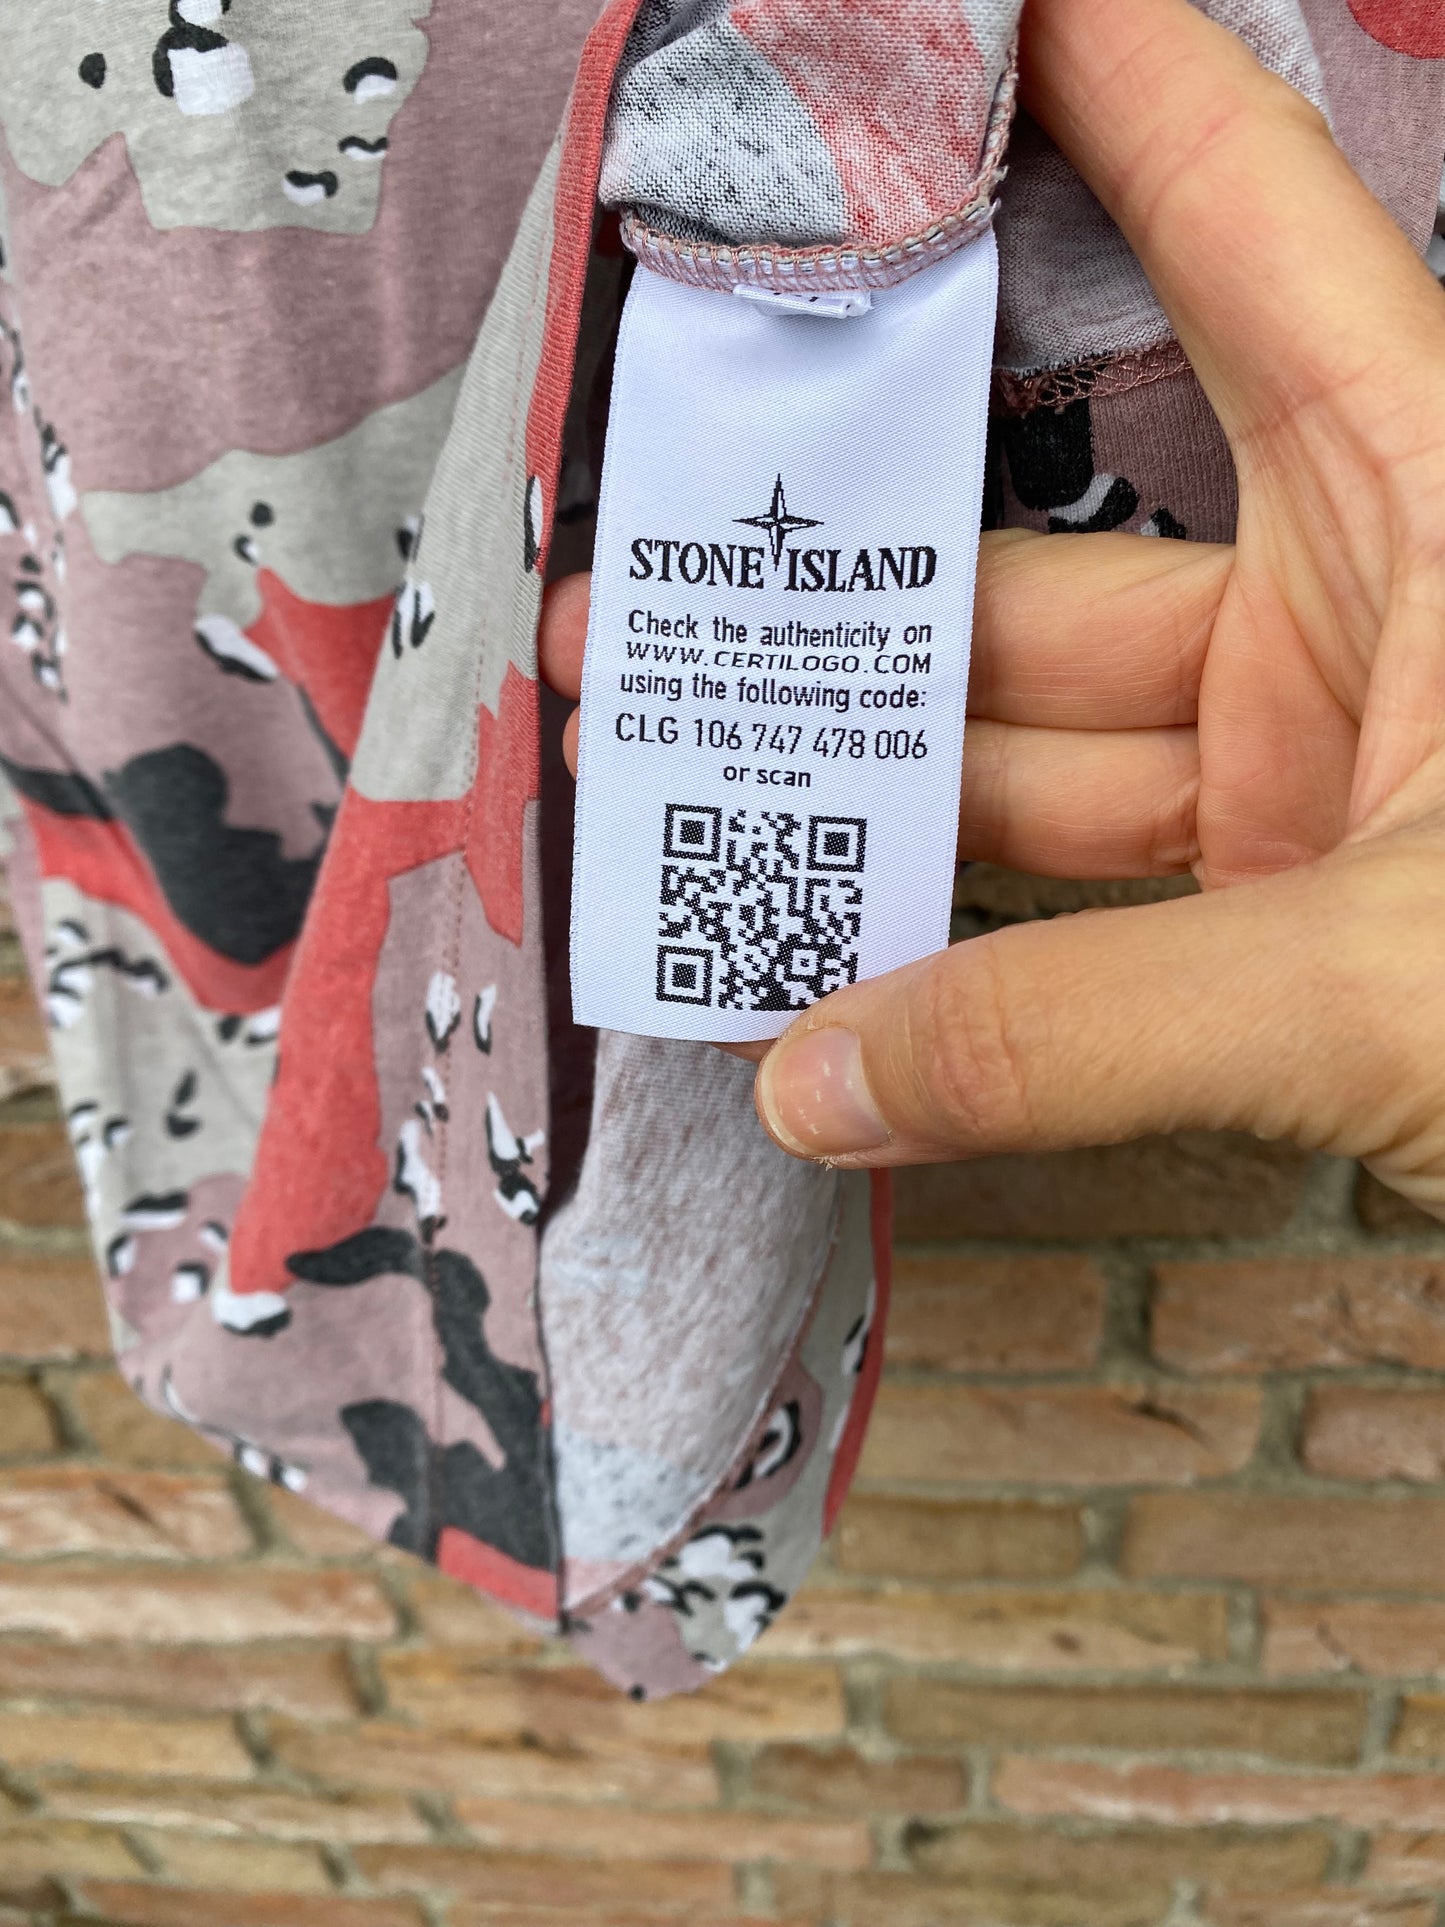 STONE ISLAND
Check the authenticity on
WWW.CERTILOGO.COM
using the following code:
CLG 106 747 478 006
or scan